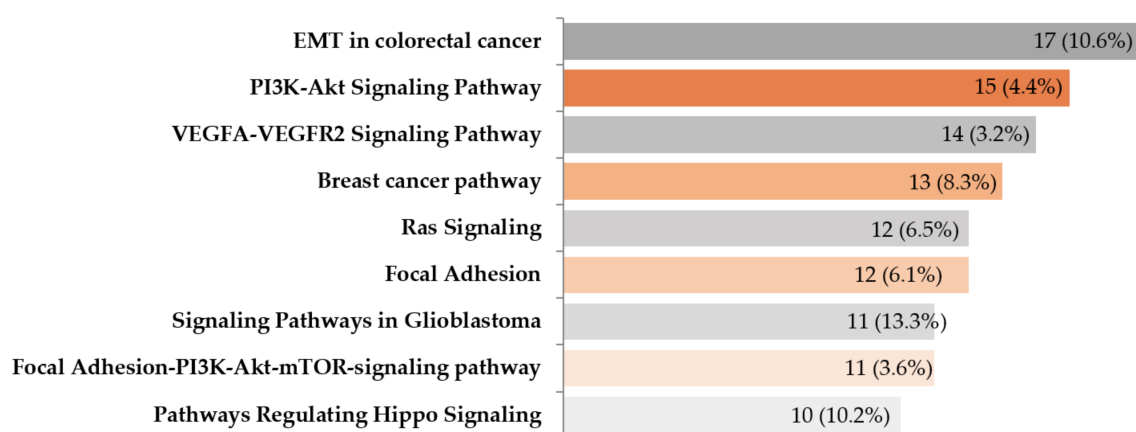 EMT in colorectal cancer 17 (10.6%)
PI3K-Akt Signaling Pathway 15 (4.4%)
VEGFA-VEGFR2 Signaling Pathway 14 (3.2%)
Breast cancer pathway 13 (8.3%)
Ras Signaling 12 (6.5%)
Focal Adhesion 12 (6.1%)
Signaling Pathways in Glioblastoma 11 (13.3%)
Focal Adhesion-PI3K-Akt-mTOR-signaling pathway 11 (3.6%)
Pathways Regulating Hippo Signaling 10 (10.2%)